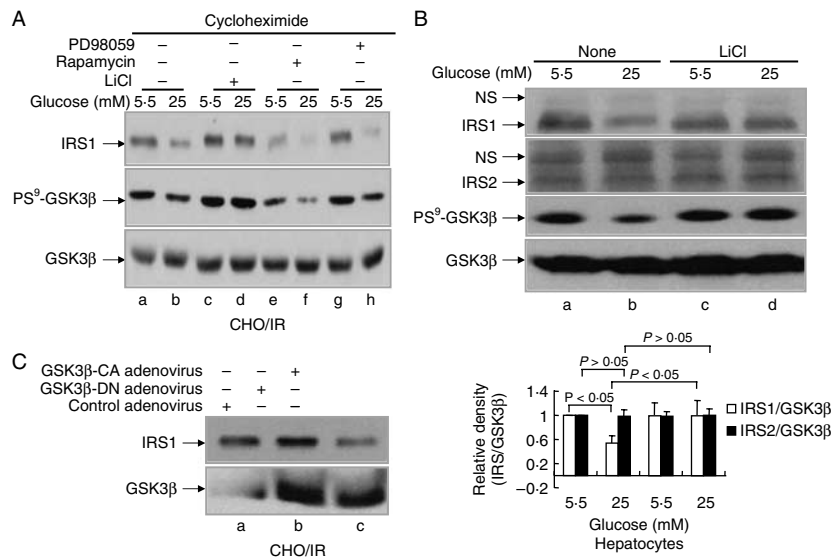 A
Cycloheximide
PD98059 – – – +
Rapamycin – – + –
LiCl – + – –
Glucose (mM) 5·5 25 5·5 25 5·5 25 5·5 25
IRS1
PS⁹-GSK3β
GSK3β
a b c d e f g h
CHO/IR
B
None LiCl
Glucose (mM) 5·5 25 5·5 25
NS
IRS1
NS
IRS2
PS⁹-GSK3β
GSK3β
a b c d
P > 0·05
P > 0·05
P < 0·05
P < 0·05
Relative density
(IRS/GSK3β)
1·4
1
0·6
0·2
–0·2
IRS1/GSK3β
IRS2/GSK3β
5·5 25 5·5 25
Glucose (mM)
Hepatocytes
C
GSK3β-CA adenovirus – – +
GSK3β-DN adenovirus – + –
Control adenovirus + – –
IRS1
GSK3β
a b c
CHO/IR